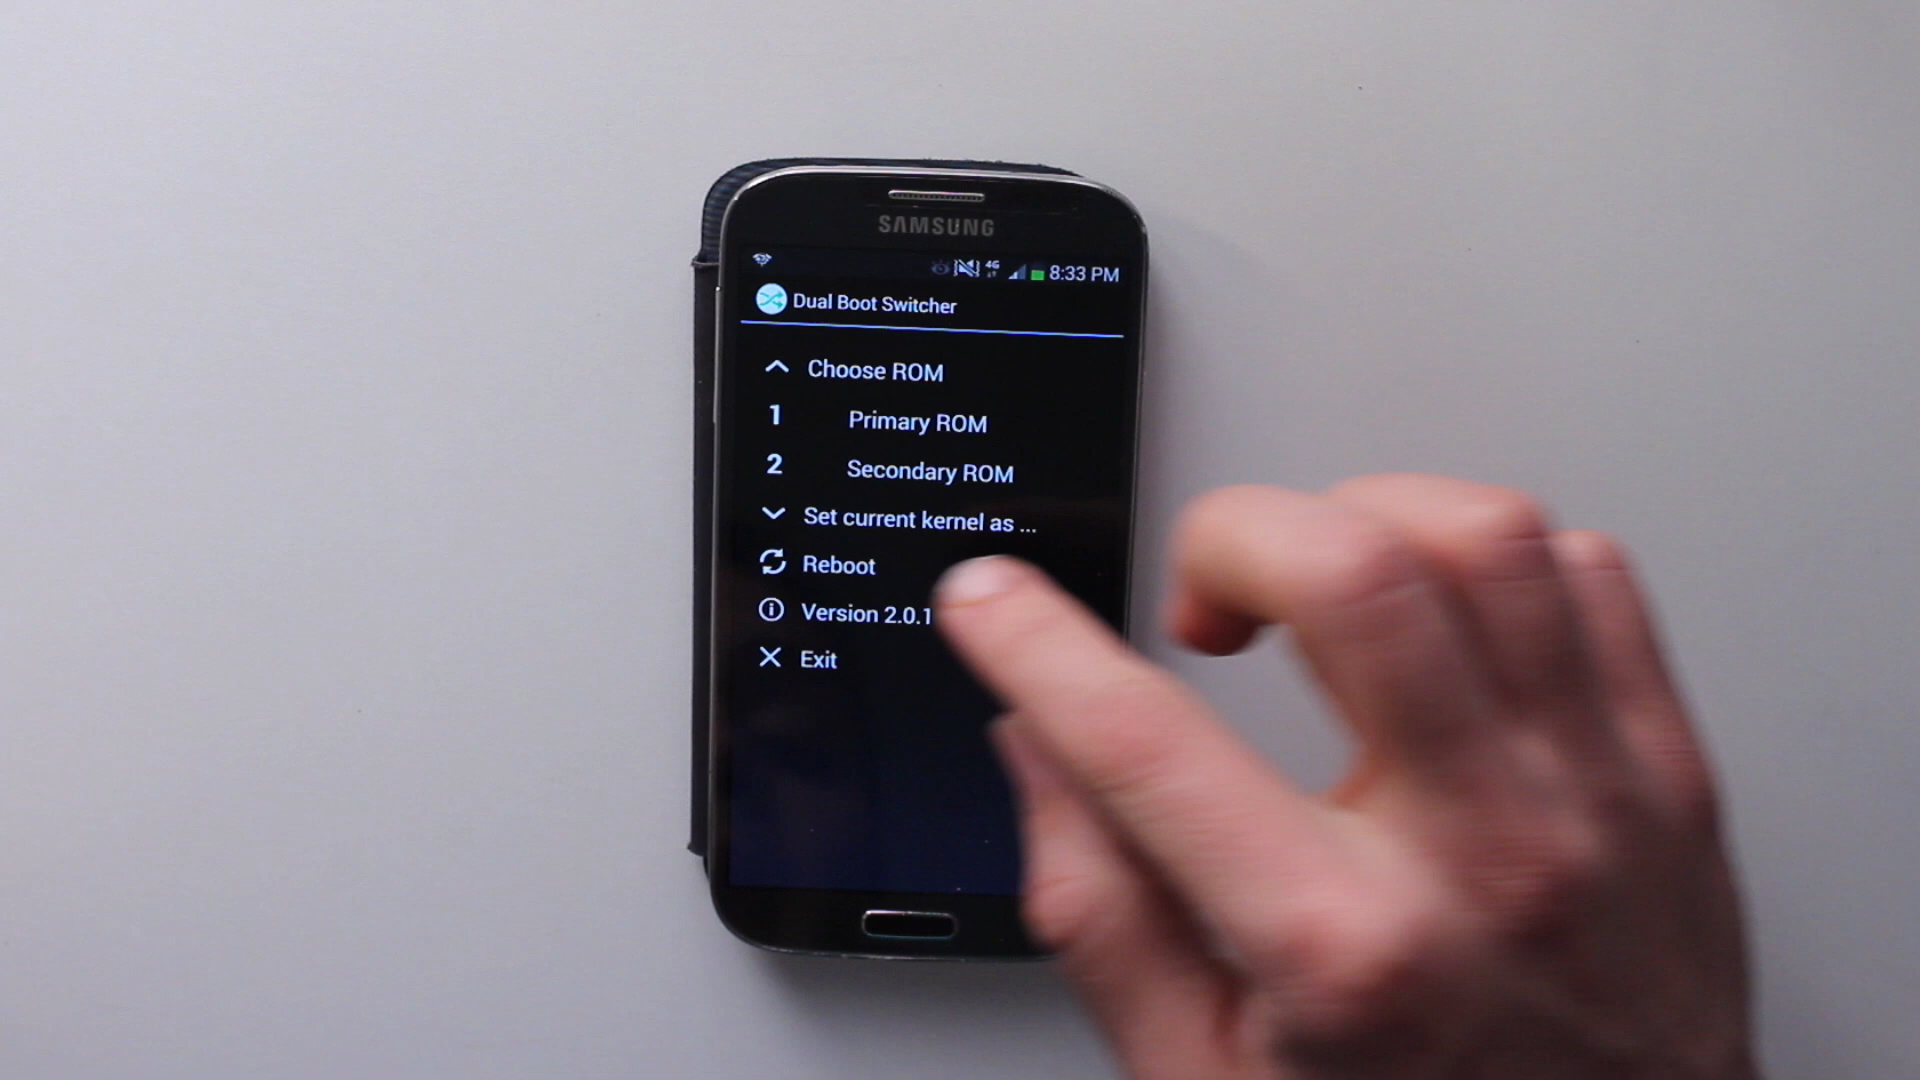 SAMSUNG
4G 8:33 PM
Dual Boot Switcher
Choose ROM
1 Primary ROM
2 Secondary ROM
Set current kernel as ...
Reboot
Version 2.0.1
Exit